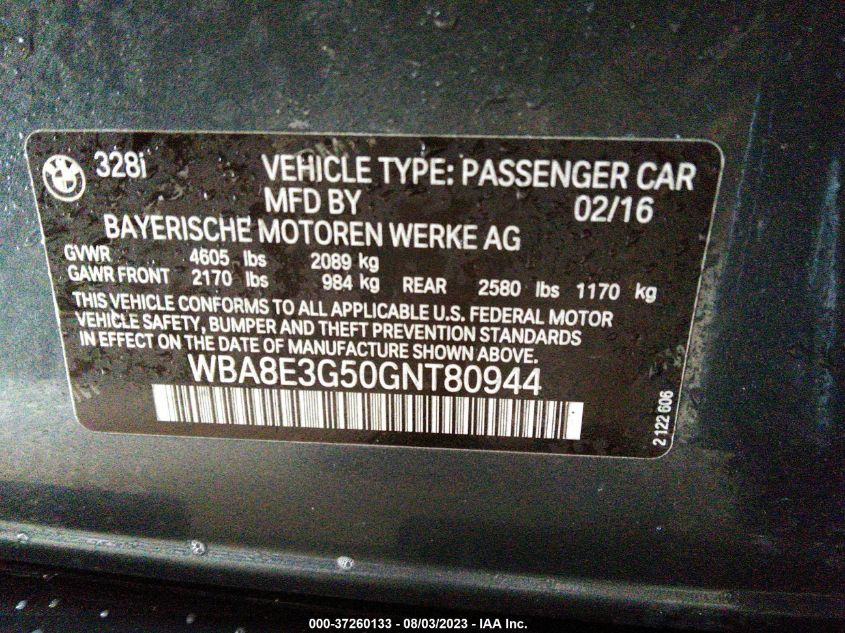 328i VEHICLE TYPE: PASSENGER CAR
MFD BY 02/16
BAYERISCHE MOTOREN WERKE AG
GVWR 4605 lbs 2089 kg
GAWR FRONT 2170 lbs 984 kg REAR 2580 lbs 1170 kg
THIS VEHICLE CONFORMS TO ALL APPLICABLE U.S. FEDERAL MOTOR
VEHICLE SAFETY, BUMPER AND THEFT PREVENTION STANDARDS
IN EFFECT ON THE DATE OF MANUFACTURE SHOWN ABOVE.
WBA8E3G50GNT80944
2 122 606
000-37260133 - 08/03/2023 - IAA Inc.